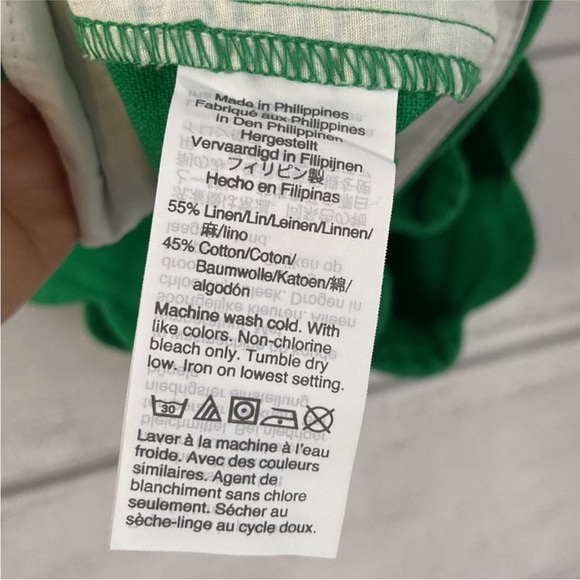 Made in Philippines
Fabriqué aux Philippines
in Den Philippinen
Hergestellt
Vervaardigd in Filipijnen
フィリピン製
Hecho en Filipinas
55% Linen/Lin/Leinen/Linnen/
麻/lino
45% Cotton/Coton/
Baumwolle/Katoen/綿/
algodón
Machine wash cold. With
like colors. Non-chlorine
bleach only. Tumble dry
low. Iron on lowest setting.
30
Laver à la machine à l'eau
froide. Avec des couleurs
similaires. Agent de
blanchiment sans chlore
seulement. Sécher au
sèche-linge au cycle doux.